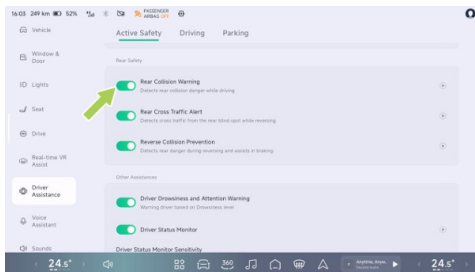 16:03 249 km 52%
PASSENGER
AIRBAG OFF
Vehicle
Active Safety Driving Parking
Window &
Door
Rear Safety
Lights
Rear Collision Warning
Detects rear collision danger while driving
Seat
Rear Cross Traffic Alert
Detects cross traffic from the rear blind spot while reversing
Drive
Reverse Collision Prevention
Detects rear danger during reversing and assists in braking
Real-time VR
Assist
Other Assistances
Driver
Assistance
Driver Drowsiness and Attention Warning
Warning driver based on Drowsiness level
Voice
Assistant
Driver Status Monitor
Sounds
Driver Status Monitor Sensitivity
24.5° 360 24.5°